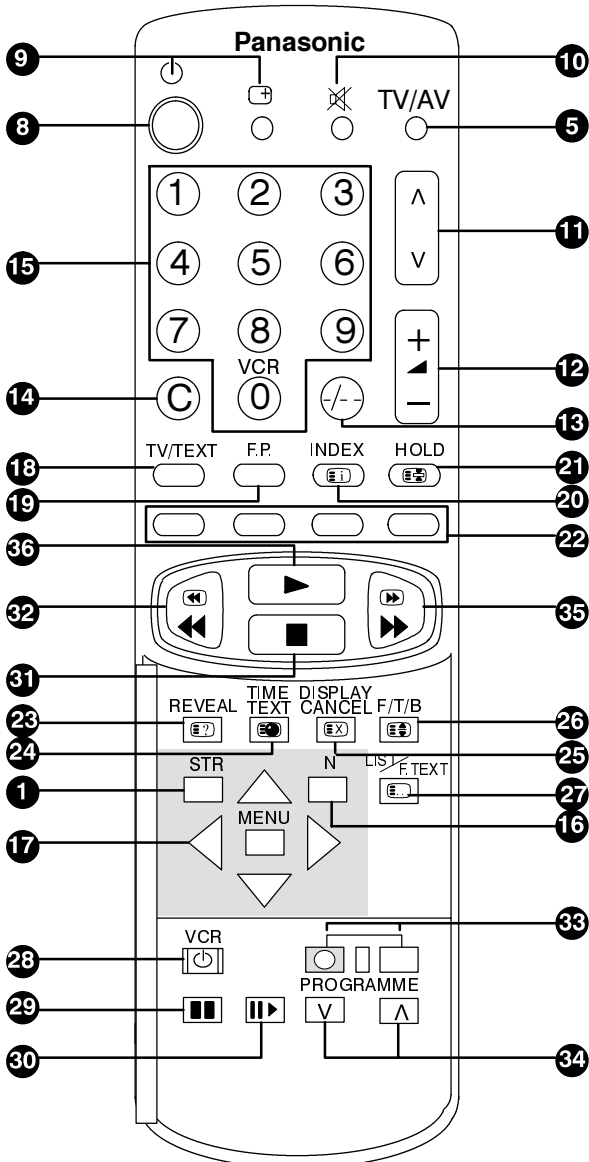 Panasonic
9
10
TV/AV
8
5
1 2 3
11
4 5 6
15
7 8 9
VCR
+
12
14
C 0 -/--
−
13
TV/TEXT F.P. INDEX HOLD
18
i
21
19
20
22
36
32
35
31
REVEAL TIME TEXT DISPLAY CANCEL F/T/B
23
?
X
26
24
25
STR N LIST/F.TEXT
1
27
MENU
16
17
33
VCR
28
PROGRAMME
29
30
34